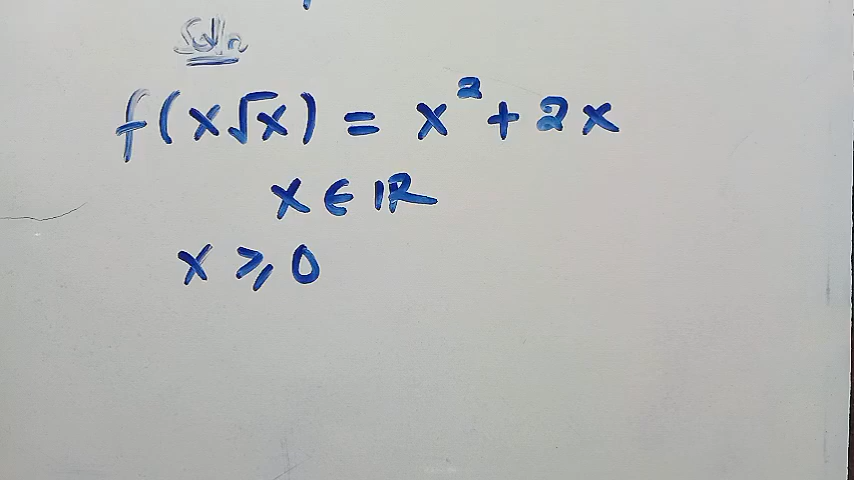 Soln
f(x√x) = x² + 2x
x ∈ ℝ
x ⩾ 0